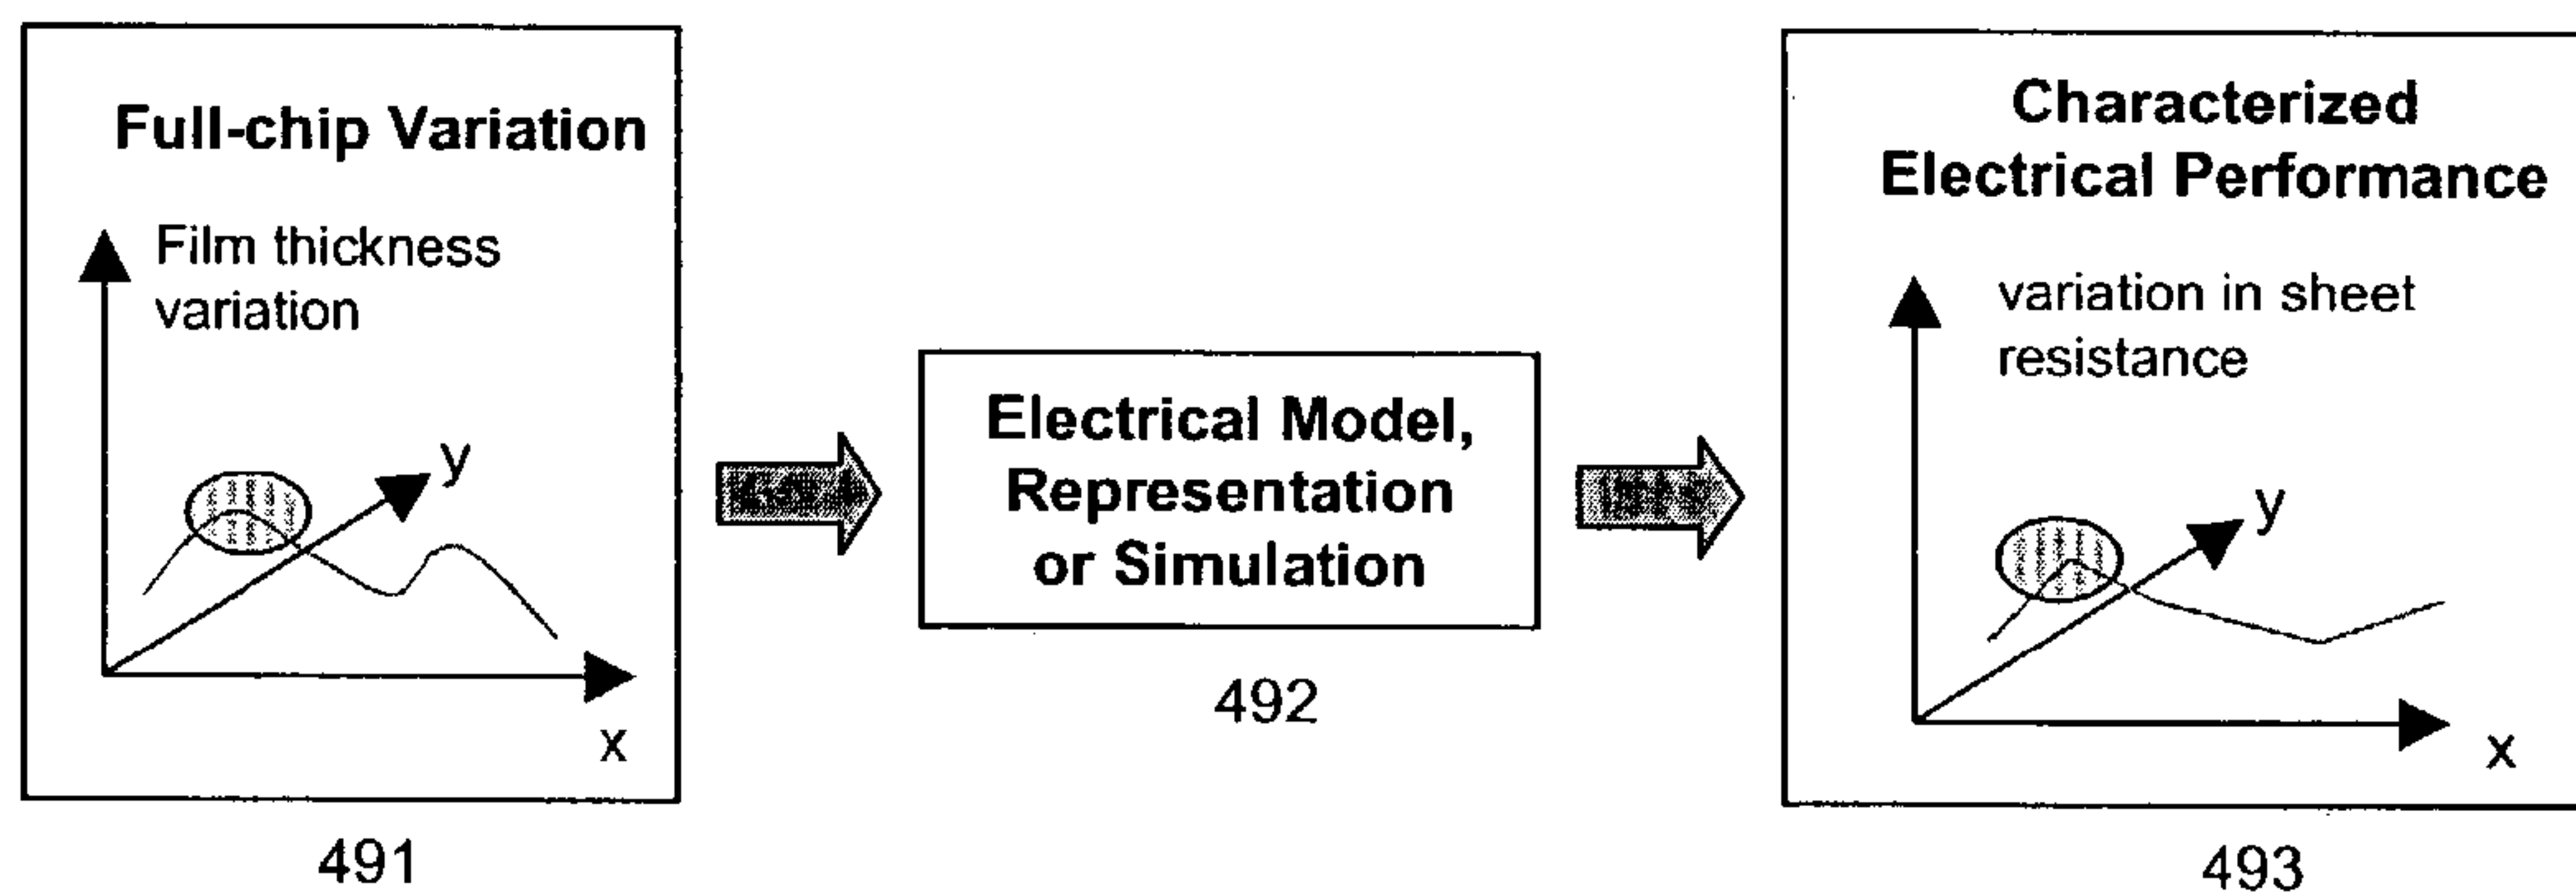 Full-chip Variation
Film thickness
variation
y
x
491
Electrical Model,
Representation
or Simulation
492
Characterized
Electrical Performance
variation in sheet
resistance
y
x
493